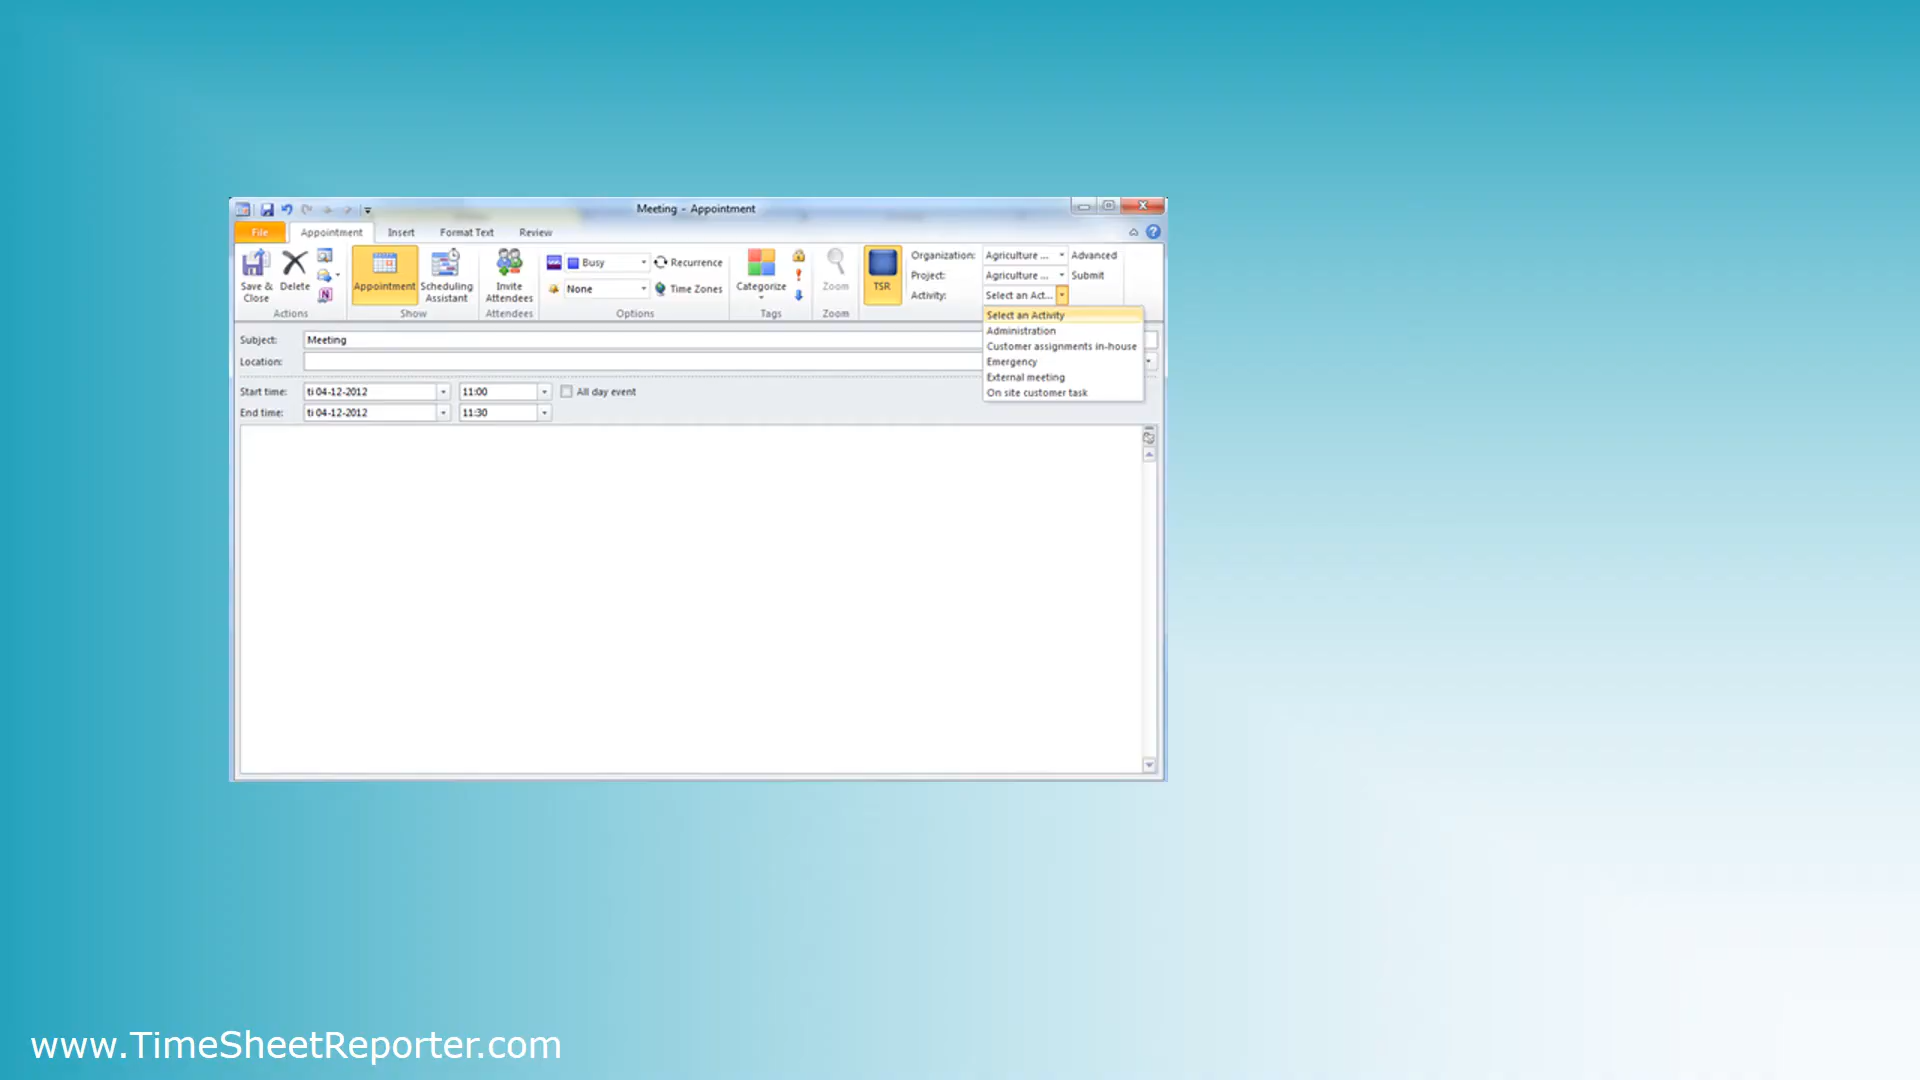 Meeting - Appointment
File Appointment Insert Format Text Review
Save & Close
Delete
Actions
Appointment
Scheduling Assistant
Show
Invite Attendees
Attendees
Busy
Recurrence
None
Time Zones
Options
Categorize
Tags
Zoom
Zoom
TSR
Organization: Agriculture ... Advanced
Project: Agriculture ... Submit
Activity: Select an Act...
Select an Activity
Administration
Customer assignments in-house
Emergency
External meeting
On site customer task
Subject: Meeting
Location:
Start time: ti 04-12-2012 11:00 All day event
End time: ti 04-12-2012 11:30
www.TimeSheetReporter.com